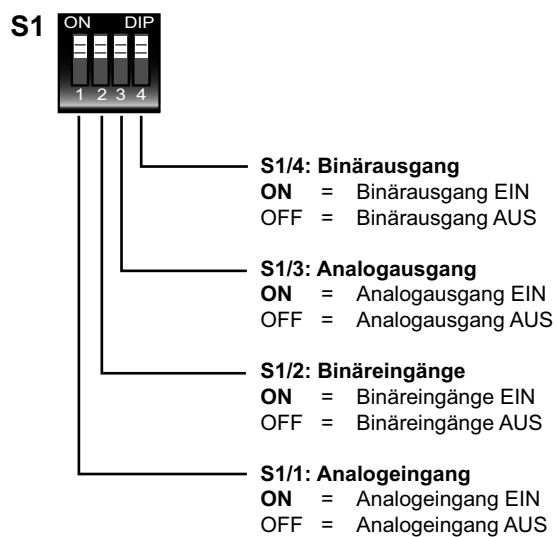 S1 ON DIP
1 2 3 4
S1/4: Binärausgang
ON = Binärausgang EIN
OFF = Binärausgang AUS
S1/3: Analogausgang
ON = Analogausgang EIN
OFF = Analogausgang AUS
S1/2: Binäreingänge
ON = Binäreingänge EIN
OFF = Binäreingänge AUS
S1/1: Analogeingang
ON = Analogeingang EIN
OFF = Analogeingang AUS